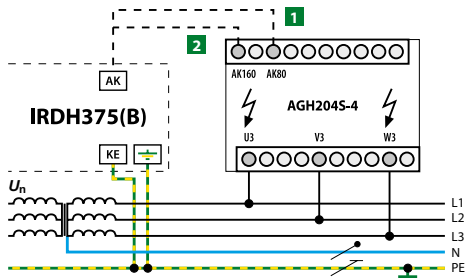 1
2
AK
AK160 AK80
IRDH375(B)
AGH204S-4
U3 V3 W3
KE
Un
L1
L2
L3
N
PE